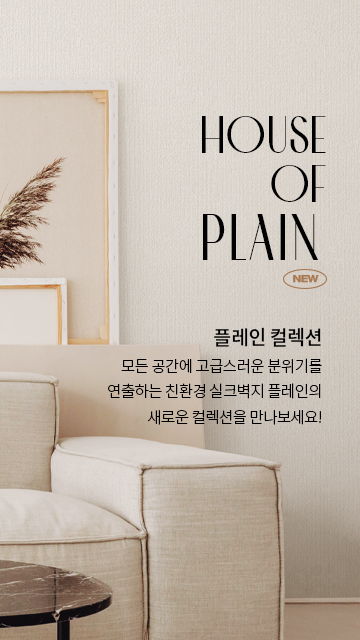 HOUSE
OF
PLAIN
NEW
플레인 컬렉션
모든 공간에 고급스러운 분위기를
연출하는 친환경 실크벽지 플레인의
새로운 컬렉션을 만나보세요!